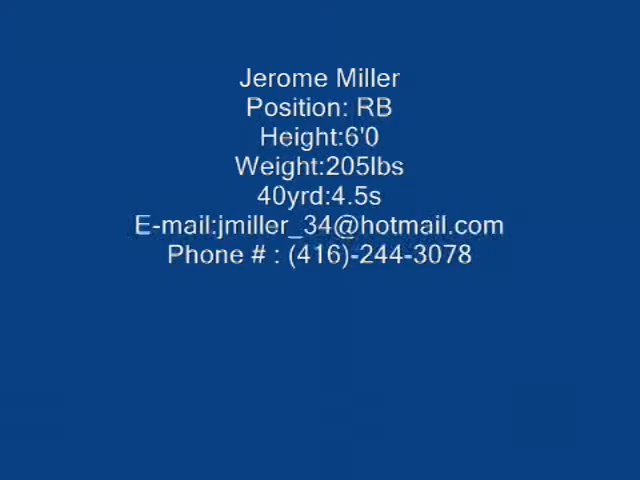 Jerome Miller
Position: RB
Height:6'0
Weight:205lbs
40yrd:4.5s
E-mail:jmiller_34@hotmail.com
Phone # : (416)-244-3078